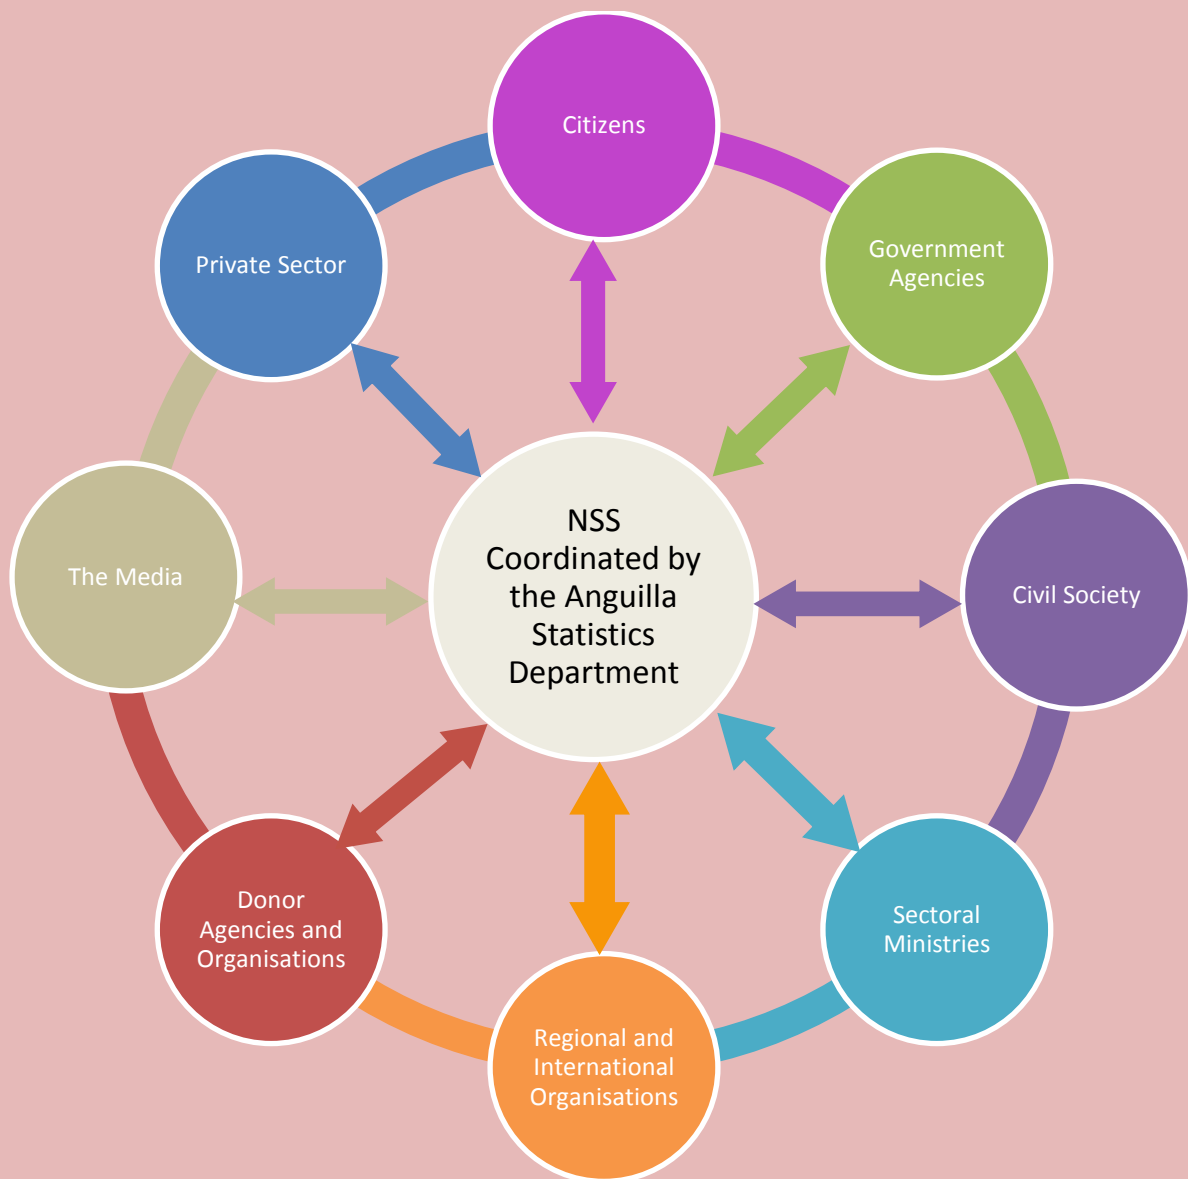 Citizens
Government
Agencies
Private Sector
NSS
Coordinated by
the Anguilla
Statistics
Department
The Media
Civil Society
Donor
Agencies and
Organisations
Sectoral
Ministries
Regional and
International
Organisations